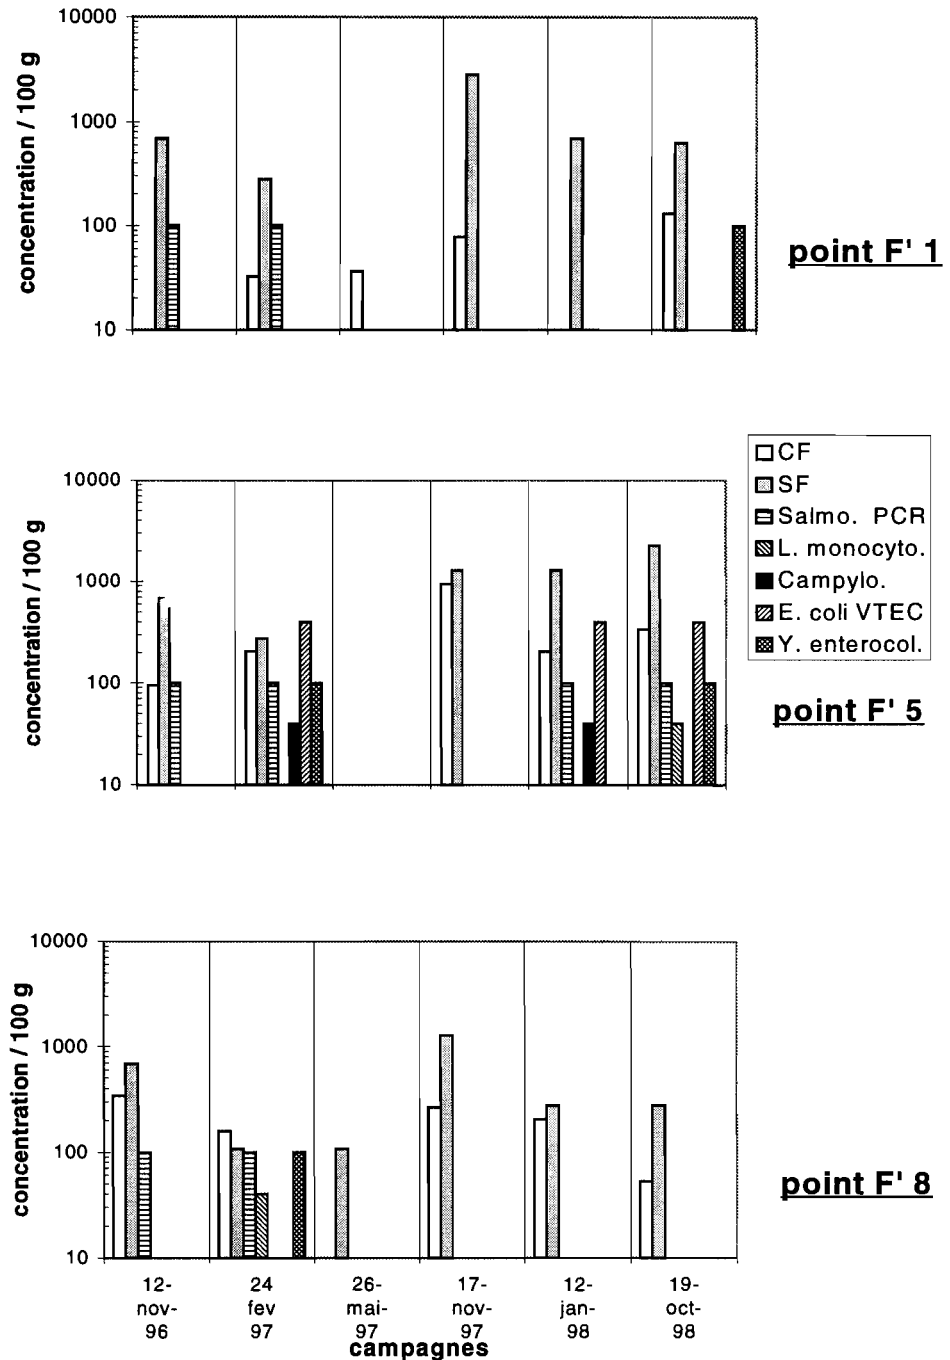 10000
1000
100
10
concentration / 100 g
point F' 1
10000
1000
100
10
concentration / 100 g
CF
SF
Salmo. PCR
L. monocyto.
Campylo.
E. coli VTEC
Y. enterocol.
point F' 5
10000
1000
100
10
concentration / 100 g
point F' 8
12- 24 26- 17- 12- 19-
nov- fev mai- nov- jan- oct-
96 97 97 97 98 98
campagnes